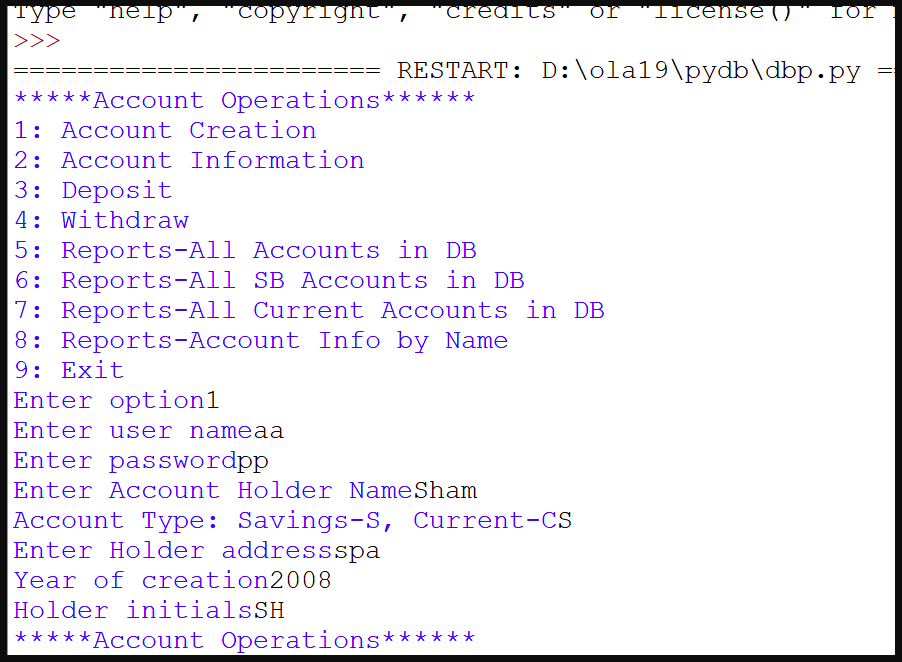 Type "help", "copyright", "credits" or "license()" for
>>>
======================= RESTART: D:\ola19\pydb\dbp.py ==
*****Account Operations******
1: Account Creation
2: Account Information
3: Deposit
4: Withdraw
5: Reports-All Accounts in DB
6: Reports-All SB Accounts in DB
7: Reports-All Current Accounts in DB
8: Reports-Account Info by Name
9: Exit
Enter option1
Enter user nameaa
Enter passwordpp
Enter Account Holder NameSham
Account Type: Savings-S, Current-CS
Enter Holder addressspa
Year of creation2008
Holder initialsSH
*****Account Operations******